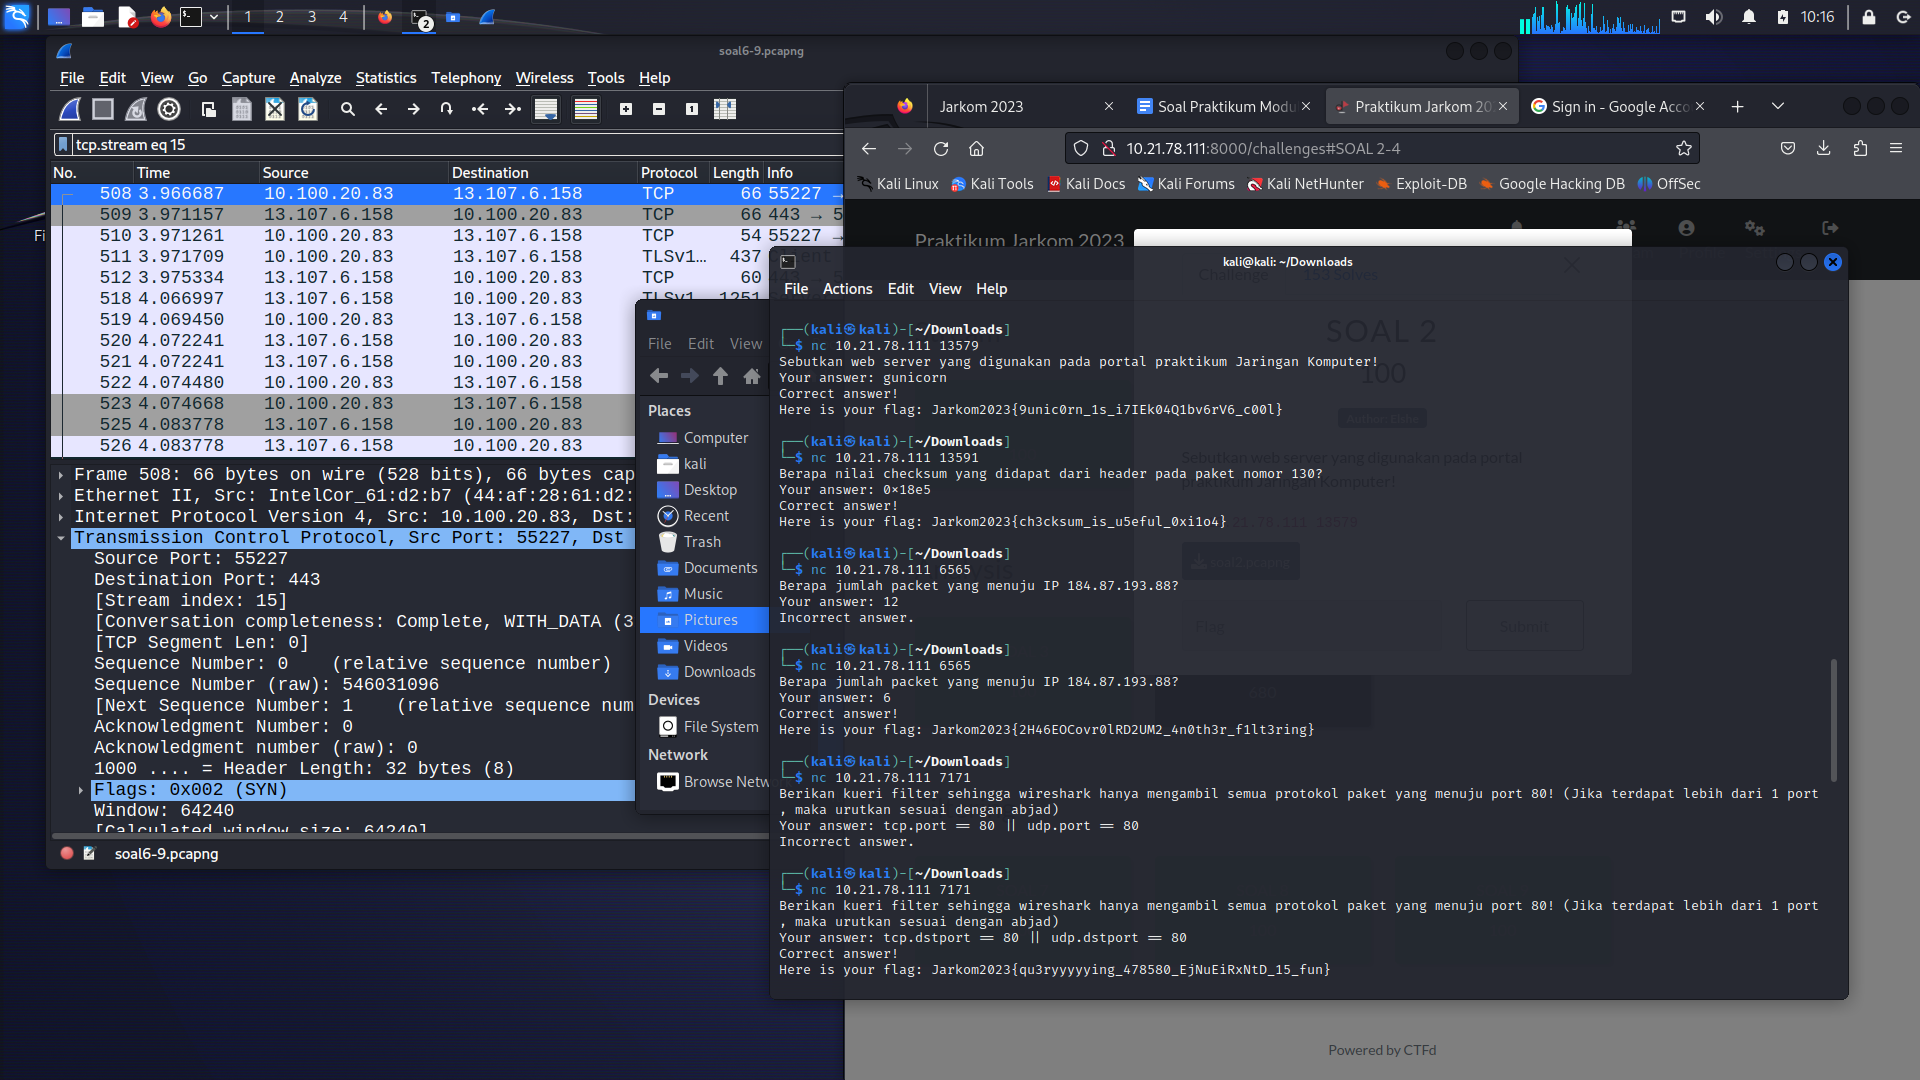 1 2 3 4
2
10:16
soal6-9.pcapng
File Edit View Go Capture Analyze Statistics Telephony Wireless Tools Help
tcp.stream eq 15
No. Time Source Destination Protocol Length Info
508 3.966687 10.100.20.83 13.107.6.158 TCP 66 55227 →
509 3.971157 13.107.6.158 10.100.20.83 TCP 66 443 → 5
510 3.971261 10.100.20.83 13.107.6.158 TCP 54 55227 →
511 3.971709 10.100.20.83 13.107.6.158 TLSv1… 437
512 3.975334 13.107.6.158 10.100.20.83 TCP 60
518 4.066997 13.107.6.158 10.100.20.83 TLSv1… 1251
519 4.069450 10.100.20.83 13.107.6.158
520 4.072241 13.107.6.158 10.100.20.83
521 4.072241 13.107.6.158 10.100.20.83
522 4.074480 10.100.20.83 13.107.6.158
523 4.074668 10.100.20.83 13.107.6.158
525 4.083778 13.107.6.158 10.100.20.83
526 4.083778 13.107.6.158 10.100.20.83
Frame 508: 66 bytes on wire (528 bits), 66 bytes cap
Ethernet II, Src: IntelCor_61:d2:b7 (44:af:28:61:d2:
Internet Protocol Version 4, Src: 10.100.20.83, Dst:
Transmission Control Protocol, Src Port: 55227, Dst
Source Port: 55227
Destination Port: 443
[Stream index: 15]
[Conversation completeness: Complete, WITH_DATA (3
[TCP Segment Len: 0]
Sequence Number: 0 (relative sequence number)
Sequence Number (raw): 546031096
[Next Sequence Number: 1 (relative sequence num
Acknowledgment Number: 0
Acknowledgment number (raw): 0
1000 .... = Header Length: 32 bytes (8)
Flags: 0x002 (SYN)
Window: 64240
[Calculated window size: 64240]
soal6-9.pcapng
File Edit View
Places
Computer
kali
Desktop
Recent
Trash
Documents
Music
Pictures
Videos
Downloads
Devices
File System
Network
Browse Netw
Jarkom 2023
Soal Praktikum Modu
Praktikum Jarkom 20
Sign in - Google Acco
10.21.78.111:8000/challenges#SOAL 2-4
Kali Linux Kali Tools Kali Docs Kali Forums Kali NetHunter Exploit-DB Google Hacking DB OffSec
Praktikum Jarkom 2023
Challenge
SOAL 2
100
Sebutkan web server yang digunakan pada portal
praktikum Jaringan Komputer!
soal2.pcapng
Flag
Submit
kali@kali: ~/Downloads
File Actions Edit View Help
┌──(kali㉿kali)-[~/Downloads]
└─$ nc 10.21.78.111 13579
Sebutkan web server yang digunakan pada portal praktikum Jaringan Komputer!
Your answer: gunicorn
Correct answer!
Here is your flag: Jarkom2023{9unic0rn_1s_i7IEk04Q1bv6rV6_c00l}
┌──(kali㉿kali)-[~/Downloads]
└─$ nc 10.21.78.111 13591
Berapa nilai checksum yang didapat dari header pada paket nomor 130?
Your answer: 0×18e5
Correct answer!
Here is your flag: Jarkom2023{ch3cksum_is_u5eful_0xi1o4}
┌──(kali㉿kali)-[~/Downloads]
└─$ nc 10.21.78.111 6565
Berapa jumlah packet yang menuju IP 184.87.193.88?
Your answer: 12
Incorrect answer.
┌──(kali㉿kali)-[~/Downloads]
└─$ nc 10.21.78.111 6565
Berapa jumlah packet yang menuju IP 184.87.193.88?
Your answer: 6
Correct answer!
Here is your flag: Jarkom2023{2H46EOCovr0lRD2UM2_4n0th3r_f1lt3ring}
┌──(kali㉿kali)-[~/Downloads]
└─$ nc 10.21.78.111 7171
Berikan kueri filter sehingga wireshark hanya mengambil semua protokol paket yang menuju port 80! (Jika terdapat lebih dari 1 port
, maka urutkan sesuai dengan abjad)
Your answer: tcp.port == 80 || udp.port == 80
Incorrect answer.
┌──(kali㉿kali)-[~/Downloads]
└─$ nc 10.21.78.111 7171
Berikan kueri filter sehingga wireshark hanya mengambil semua protokol paket yang menuju port 80! (Jika terdapat lebih dari 1 port
, maka urutkan sesuai dengan abjad)
Your answer: tcp.dstport == 80 || udp.dstport == 80
Correct answer!
Here is your flag: Jarkom2023{qu3ryyyyying_478580_EjNuEiRxNtD_15_fun}
Powered by CTFd